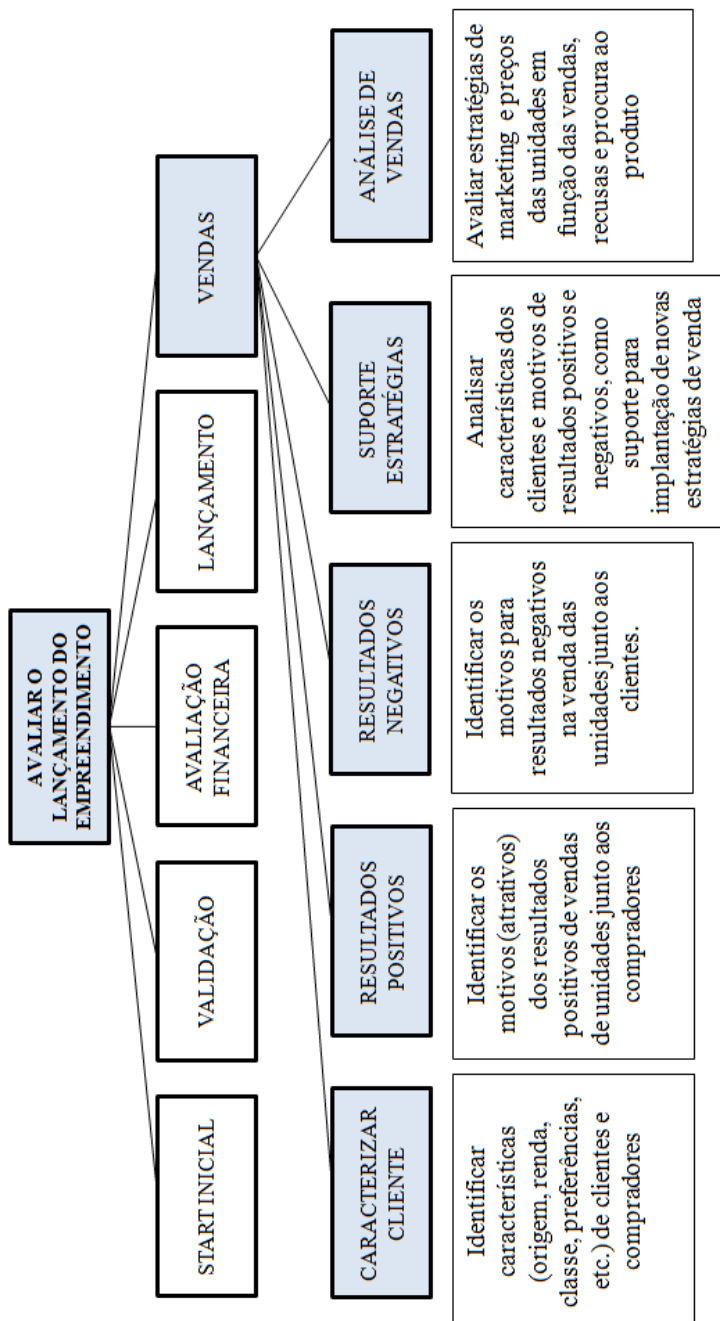 AVALIAR O
LANÇAMENTO DO
EMPREENDIMENTO
START INICIAL
VALIDAÇÃO
AVALIAÇÃO
FINANCEIRA
LANÇAMENTO
VENDAS
CARACTERIZAR
CLIENTE
RESULTADOS
POSITIVOS
RESULTADOS
NEGATIVOS
SUPORTE
ESTRATÉGIAS
ANÁLISE DE
VENDAS
Identificar
características
(origem, renda,
classe, preferências,
etc.) de clientes e
compradores
Identificar os
motivos (atrativos)
dos resultados
positivos de vendas
de unidades junto aos
compradores
Identificar os
motivos para
resultados negativos
na venda das
unidades junto aos
clientes.
Analisar
características dos
clientes e motivos de
resultados positivos e
negativos, como
suporte para
implantação de novas
estratégias de venda
Avaliar estratégias de
marketing e preços
das unidades em
função das vendas,
recusas e procura ao
produto